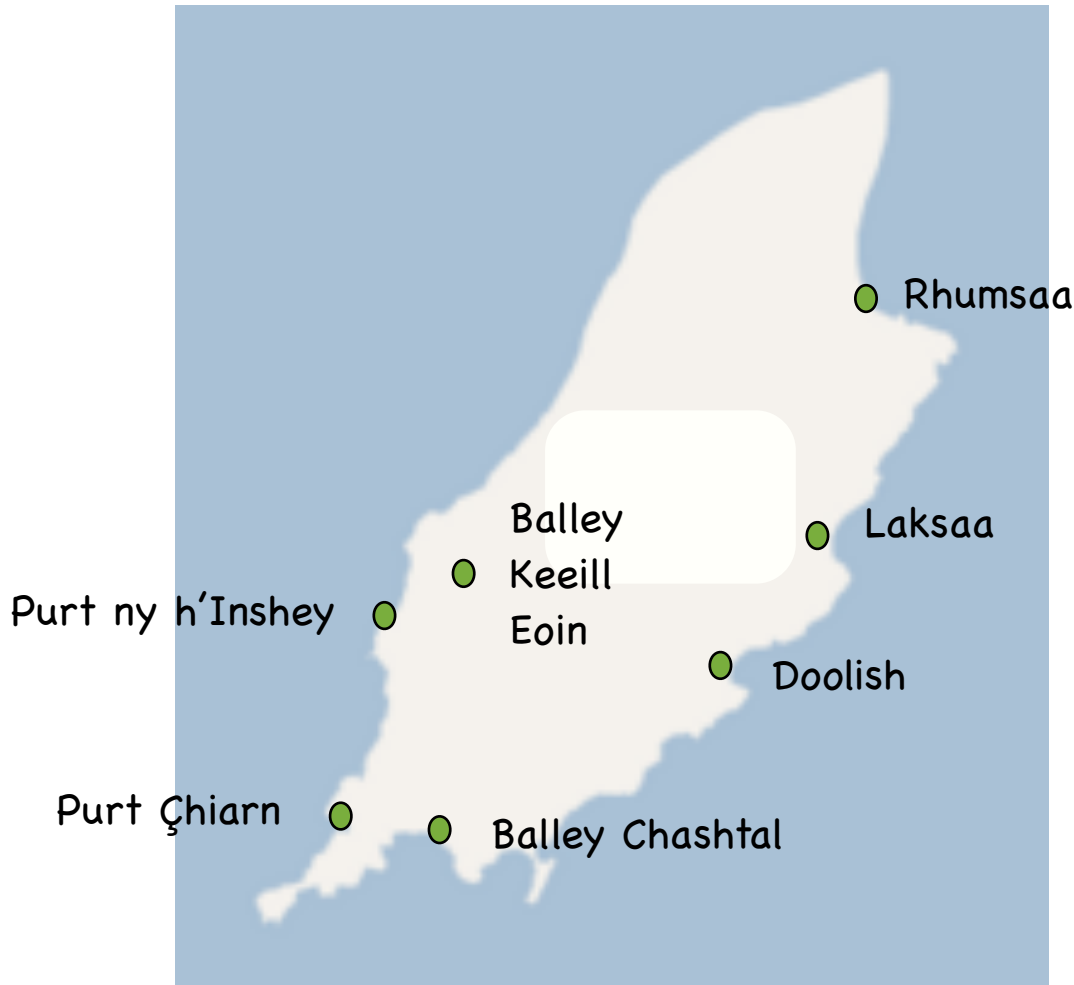 Rhumsaa
Balley
Keeill
Eoin
Laksaa
Purt ny h’Inshey
Doolish
Purt Çhiarn
Balley Chashtal